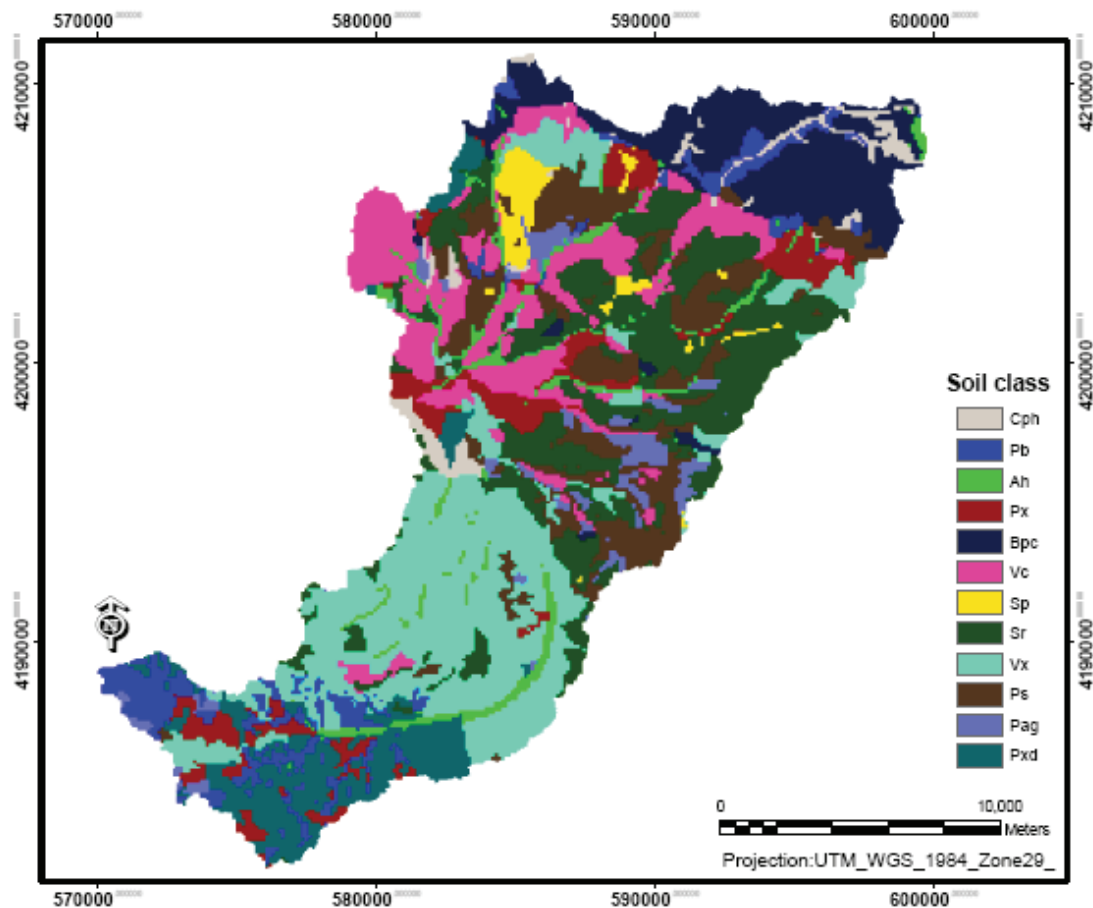 570000 580000 590000 600000
4210000 4210000
4200000 4200000
Soil class
Cph
Pb
Ah
Px
Bpc
Vc
Sp
Sr
Vx
Ps
Pag
Pxd
N
4190000 4190000
0 10,000
Meters
Projection:UTM_WGS_1984_Zone29_
570000 580000 590000 600000